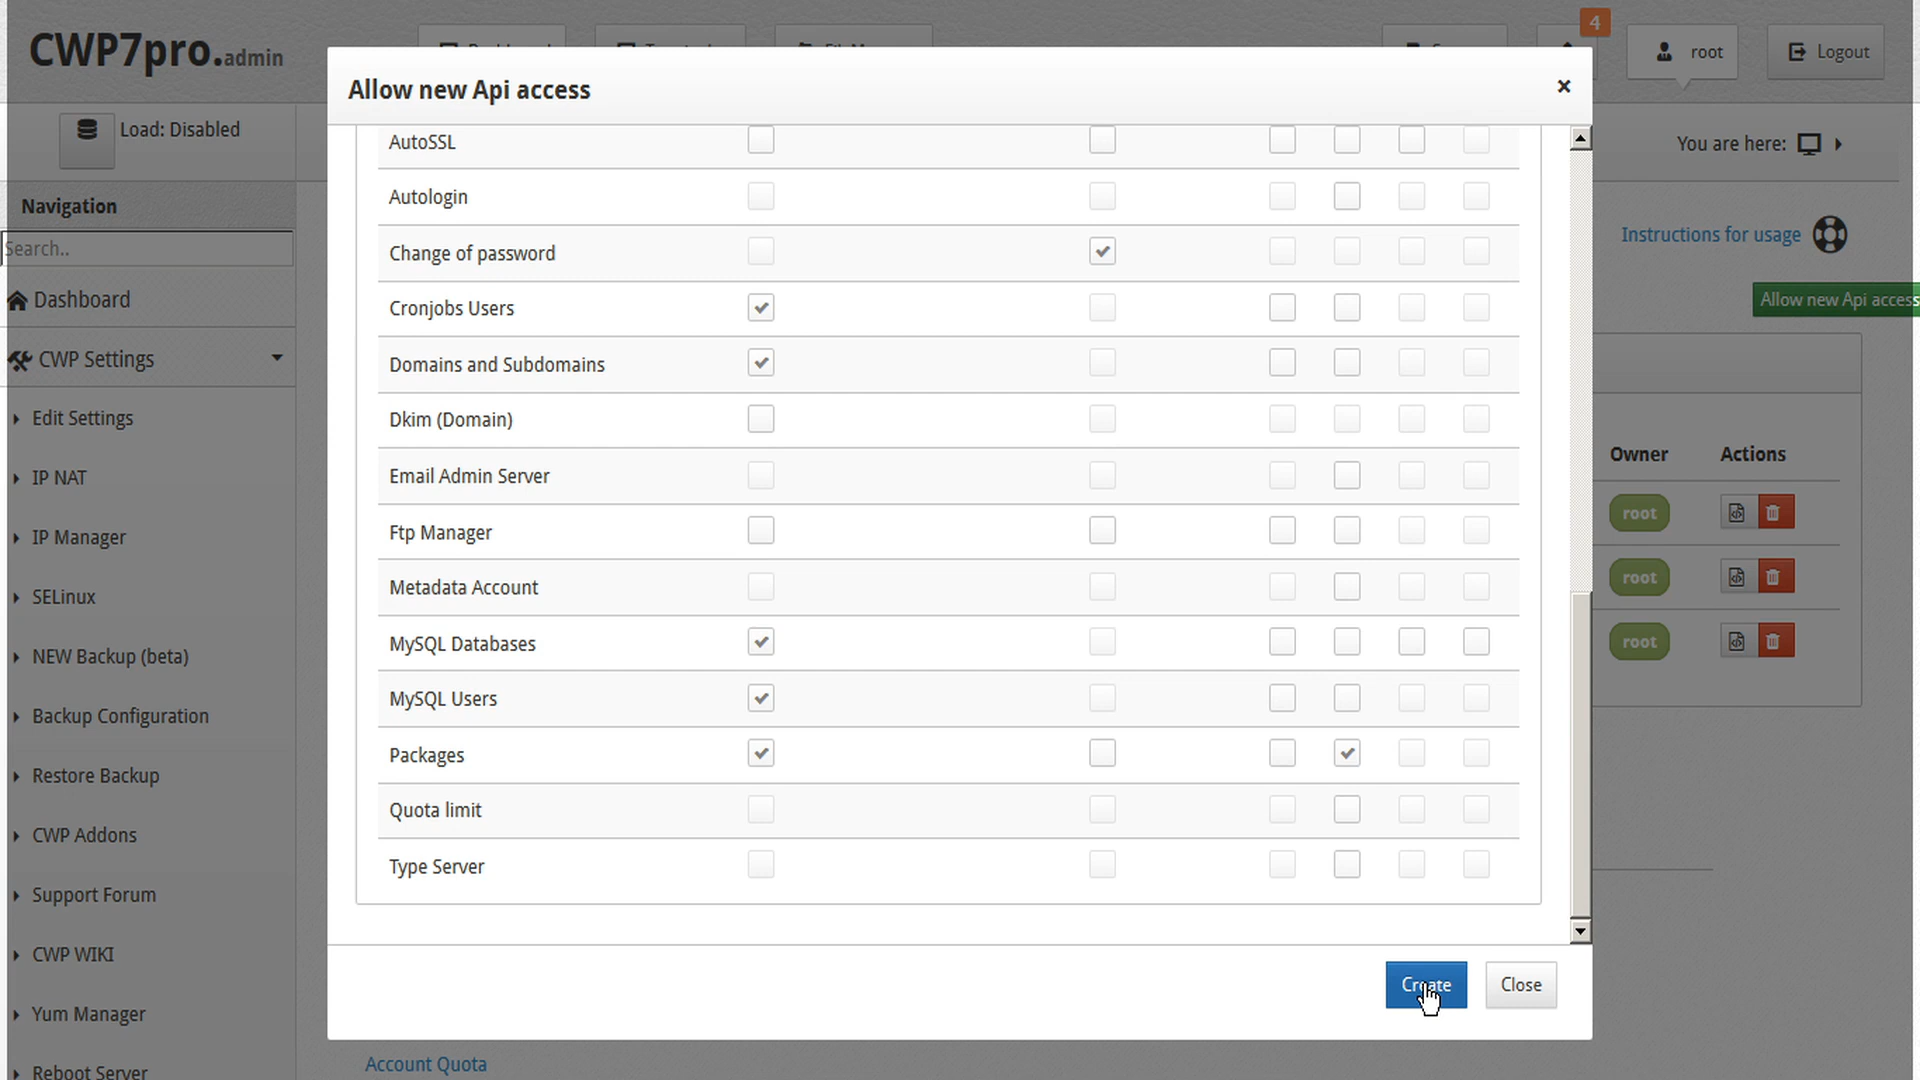 CWP7pro.admin
4
root
Logout
Allow new Api access
×
Load: Disabled
You are here:
Navigation
Search..
Instructions for usage
Dashboard
Allow new Api access
CWP Settings
Edit Settings
IP NAT
IP Manager
SELinux
NEW Backup (beta)
Backup Configuration
Restore Backup
CWP Addons
Support Forum
CWP WIKI
Yum Manager
Reboot Server
AutoSSL
Autologin
Change of password
Cronjobs Users
Domains and Subdomains
Dkim (Domain)
Email Admin Server
Ftp Manager
Metadata Account
MySQL Databases
MySQL Users
Packages
Quota limit
Type Server
Owner Actions
root
root
root
Create
Close
Account Quota